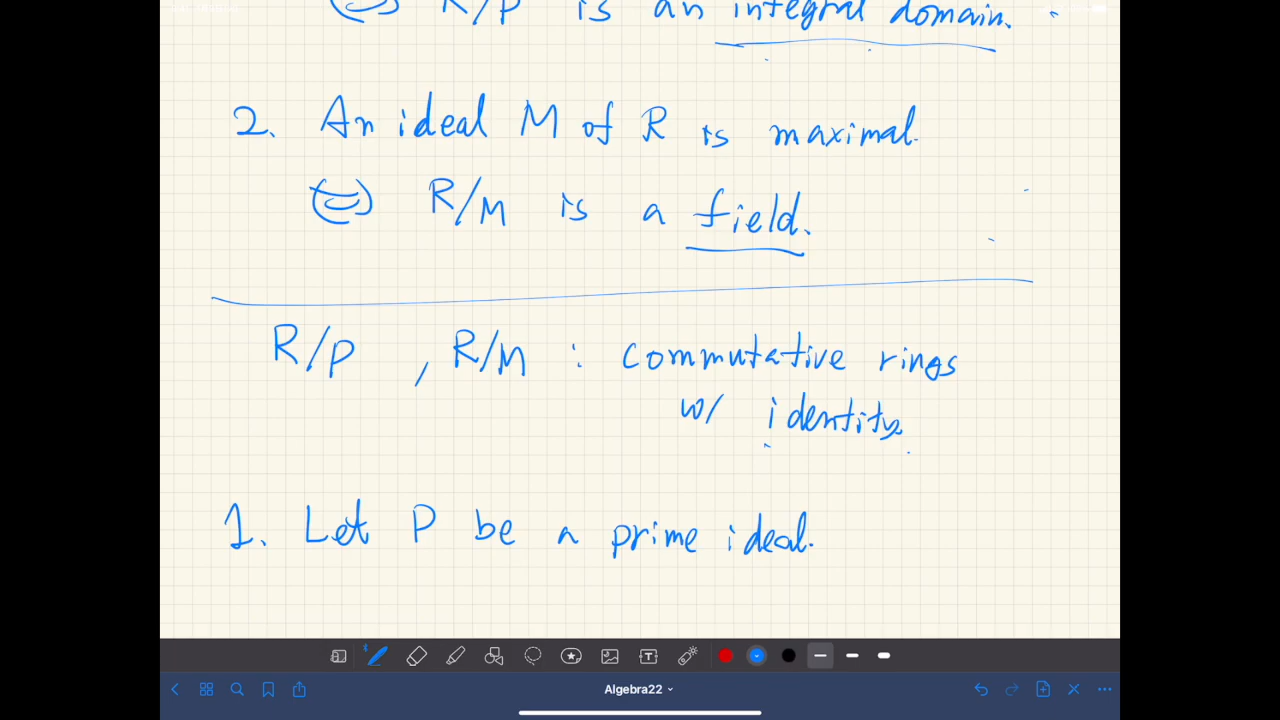 (⇔) R/P is an integral domain.
2. An ideal M of R is maximal.
(⇔) R/M is a field.
R/P , R/M : commutative rings
w/ identity.
1. Let P be a prime ideal.
Algebra22